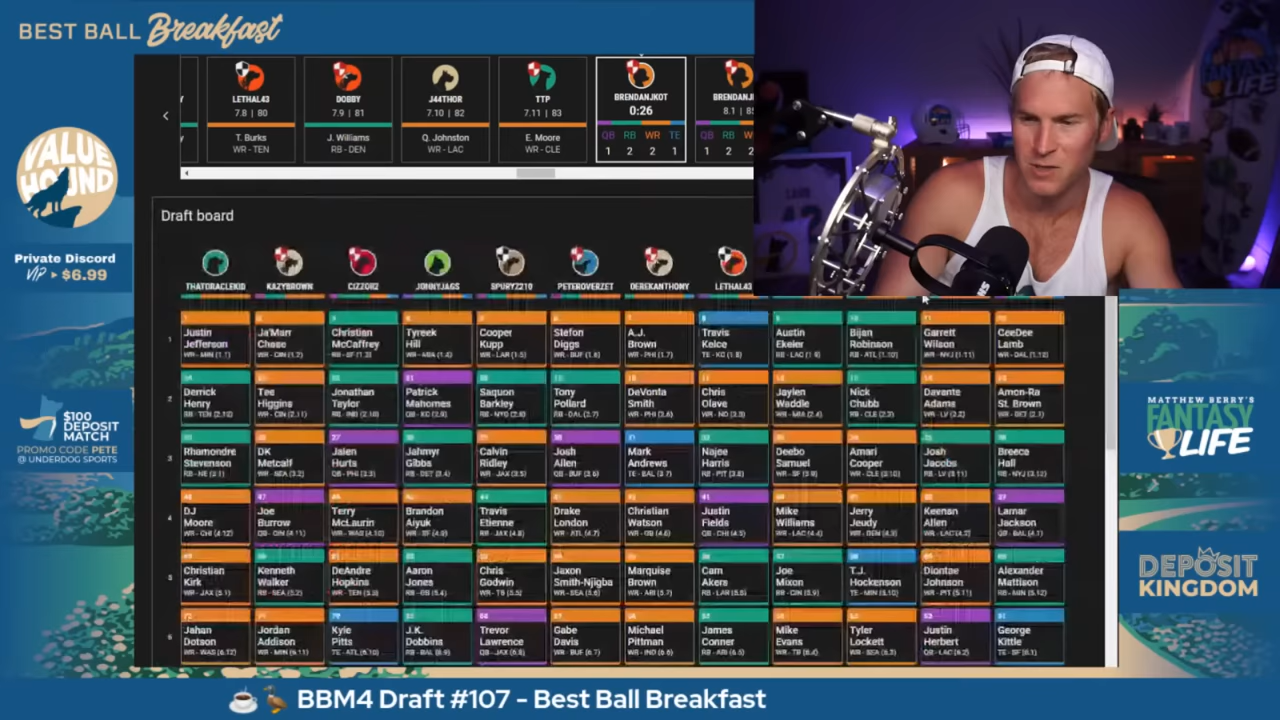 BEST BALL Breakfast
LETHAL43
7.8 | 80
T. Burks
WR - TEN
DOBBY
7.9 | 81
J. Williams
RB - DEN
J44THOR
7.10 | 82
Q. Johnston
WR - LAC
TTP
7.11 | 83
E. Moore
WR - CLE
BRENDANJKOT
0:26
QB RB WR TE
1 2 2 1
QB RB
1 2 2
VALUE
HOUND
Private Discord
VIP $6.99
$100
DEPOSIT
MATCH
PROMO CODE PETE
@ UNDERDOG SPORTS
MATTHEW BERRY'S
FANTASY
LIFE
DEPOSIT
KINGDOM
Draft board
THATORACLEKID KAZYBROWN CIZZOR2 JOHNYJAGS SPURY2210 PETEROVERZET DEREKANTHONY LETHAL43
Justin Jefferson
Ja'Marr Chase
Christian McCaffrey
Tyreek Hill
Cooper Kupp
Stefon Diggs
A.J. Brown
Travis Kelce
Austin Ekeler
Bijan Robinson
Garrett Wilson
CeeDee Lamb
Derrick Henry
Tee Higgins
Jonathan Taylor
Patrick Mahomes
Saquon Barkley
Tony Pollard
DeVonta Smith
Chris Olave
Jaylen Waddle
Nick Chubb
Davante Adams
Amon-Ra St. Brown
Rhamondre Stevenson
DK Metcalf
Jalen Hurts
Jahmyr Gibbs
Calvin Ridley
Josh Allen
Mark Andrews
Najee Harris
Deebo Samuel
Amari Cooper
Josh Jacobs
Breece Hall
DJ Moore
Joe Burrow
Terry McLaurin
Brandon Aiyuk
Travis Etienne
Drake London
Christian Watson
Justin Fields
Mike Williams
Jerry Jeudy
Keenan Allen
Lamar Jackson
Christian Kirk
Kenneth Walker
DeAndre Hopkins
Aaron Jones
Chris Godwin
Jaxon Smith-Njigba
Marquise Brown
Cam Akers
Joe Mixon
T.J. Hockenson
Diontae Johnson
Alexander Mattison
Jahan Dotson
Jordan Addison
Kyle Pitts
J.K. Dobbins
Trevor Lawrence
Gabe Davis
Michael Pittman
James Conner
Mike Evans
Tyler Lockett
Justin Herbert
George Kittle
BBM4 Draft #107 - Best Ball Breakfast